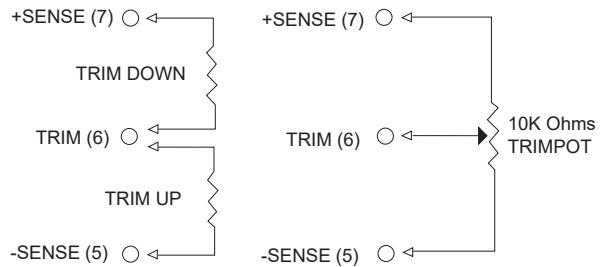 +SENSE (7)
TRIM DOWN
TRIM (6)
TRIM UP
-SENSE (5)
+SENSE (7)
TRIM (6)
10K Ohms
TRIMPOT
-SENSE (5)